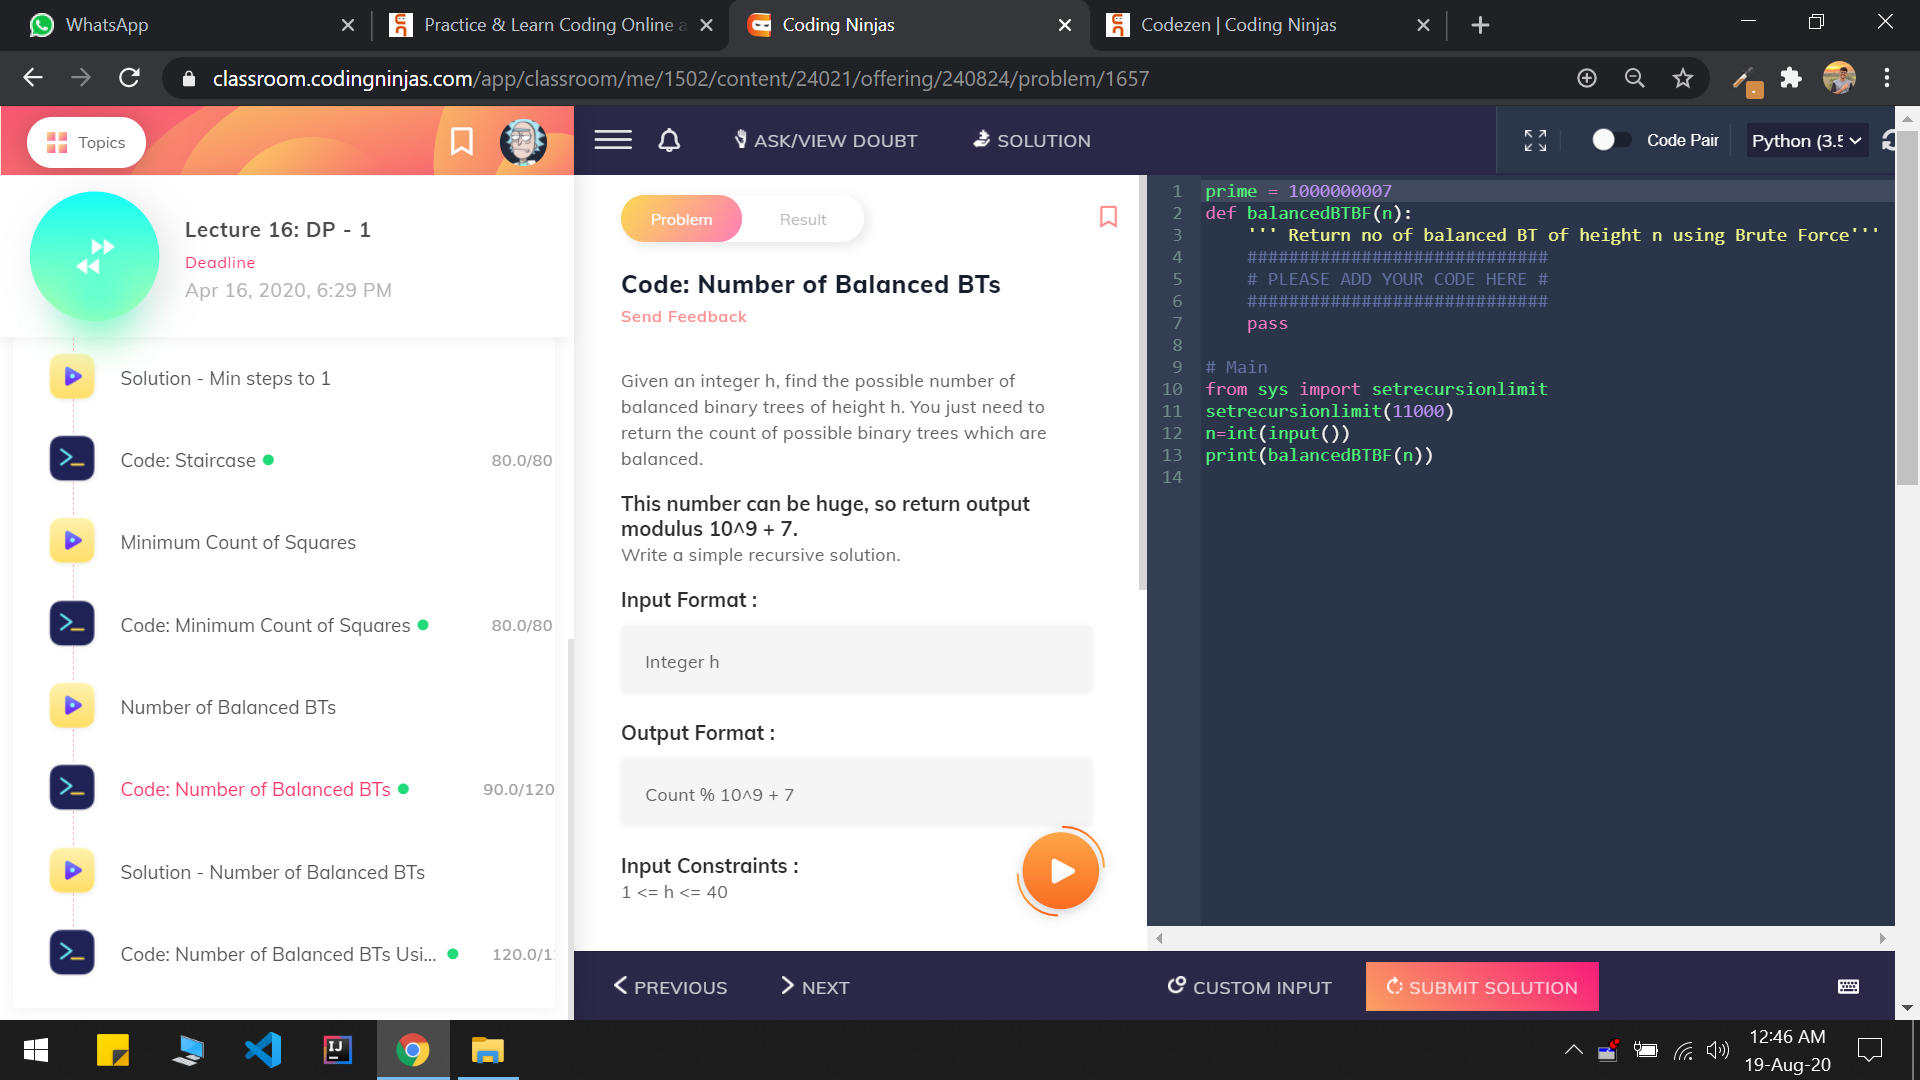 WhatsApp
Practice & Learn Coding Online a
Coding Ninjas
Codezen | Coding Ninjas
classroom.codingninjas.com/app/classroom/me/1502/content/24021/offering/240824/problem/1657
Topics
ASK/VIEW DOUBT
SOLUTION
Code Pair
Python (3.5
Lecture 16: DP - 1
Deadline
Apr 16, 2020, 6:29 PM
Solution - Min steps to 1
Code: Staircase
80.0/80
Minimum Count of Squares
Code: Minimum Count of Squares
80.0/80
Number of Balanced BTs
Code: Number of Balanced BTs
90.0/120
Solution - Number of Balanced BTs
Code: Number of Balanced BTs Usi...
120.0/1
Problem
Result
Code: Number of Balanced BTs
Send Feedback
Given an integer h, find the possible number of
balanced binary trees of height h. You just need to
return the count of possible binary trees which are
balanced.
This number can be huge, so return output
modulus 10^9 + 7.
Write a simple recursive solution.
Input Format :
Integer h
Output Format :
Count % 10^9 + 7
Input Constraints :
1 <= h <= 40
1 prime = 1000000007
2 def balancedBTBF(n):
3 ''' Return no of balanced BT of height n using Brute Force'''
4 #############################
5 # PLEASE ADD YOUR CODE HERE #
6 #############################
7 pass
8
9 # Main
10 from sys import setrecursionlimit
11 setrecursionlimit(11000)
12 n=int(input())
13 print(balancedBTBF(n))
14
PREVIOUS
NEXT
CUSTOM INPUT
SUBMIT SOLUTION
IJ
12:46 AM
19-Aug-20